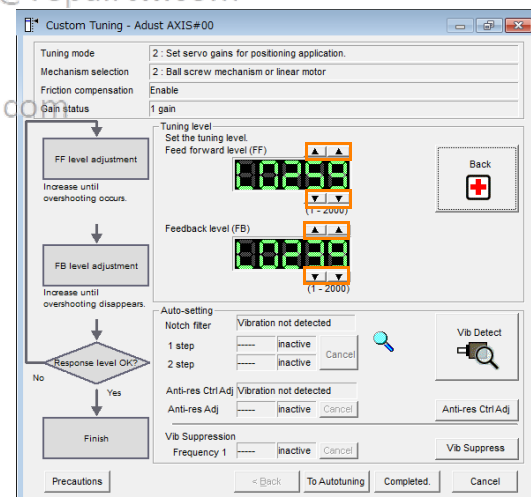 Custom Tuning - Adust AXIS#00
Tuning mode
2 : Set servo gains for positioning application.
Mechanism selection
2 : Ball screw mechanism or linear motor
Friction compensation
Enable
Gain status
1 gain
com
FF level adjustment
Increase until
overshooting occurs.
FB level adjustment
Increase until
overshooting disappears.
Response level OK?
No
Yes
Finish
Tuning level
Set the tuning level.
Feed forward level (FF)
(1 - 2000)
Feedback level (FB)
(1 - 2000)
Back
Auto-setting
Notch filter
Vibration not detected
1 step
-----
inactive
Cancel
2 step
-----
inactive
Vib Detect
Anti-res Ctrl Adj
Vibration not detected
Anti-res Adj
-----
inactive
Cancel
Anti-res Ctrl Adj
Vib Suppression
Frequency 1
-----
inactive
Cancel
Vib Suppress
Precautions
< Back
To Autotuning
Completed.
Cancel